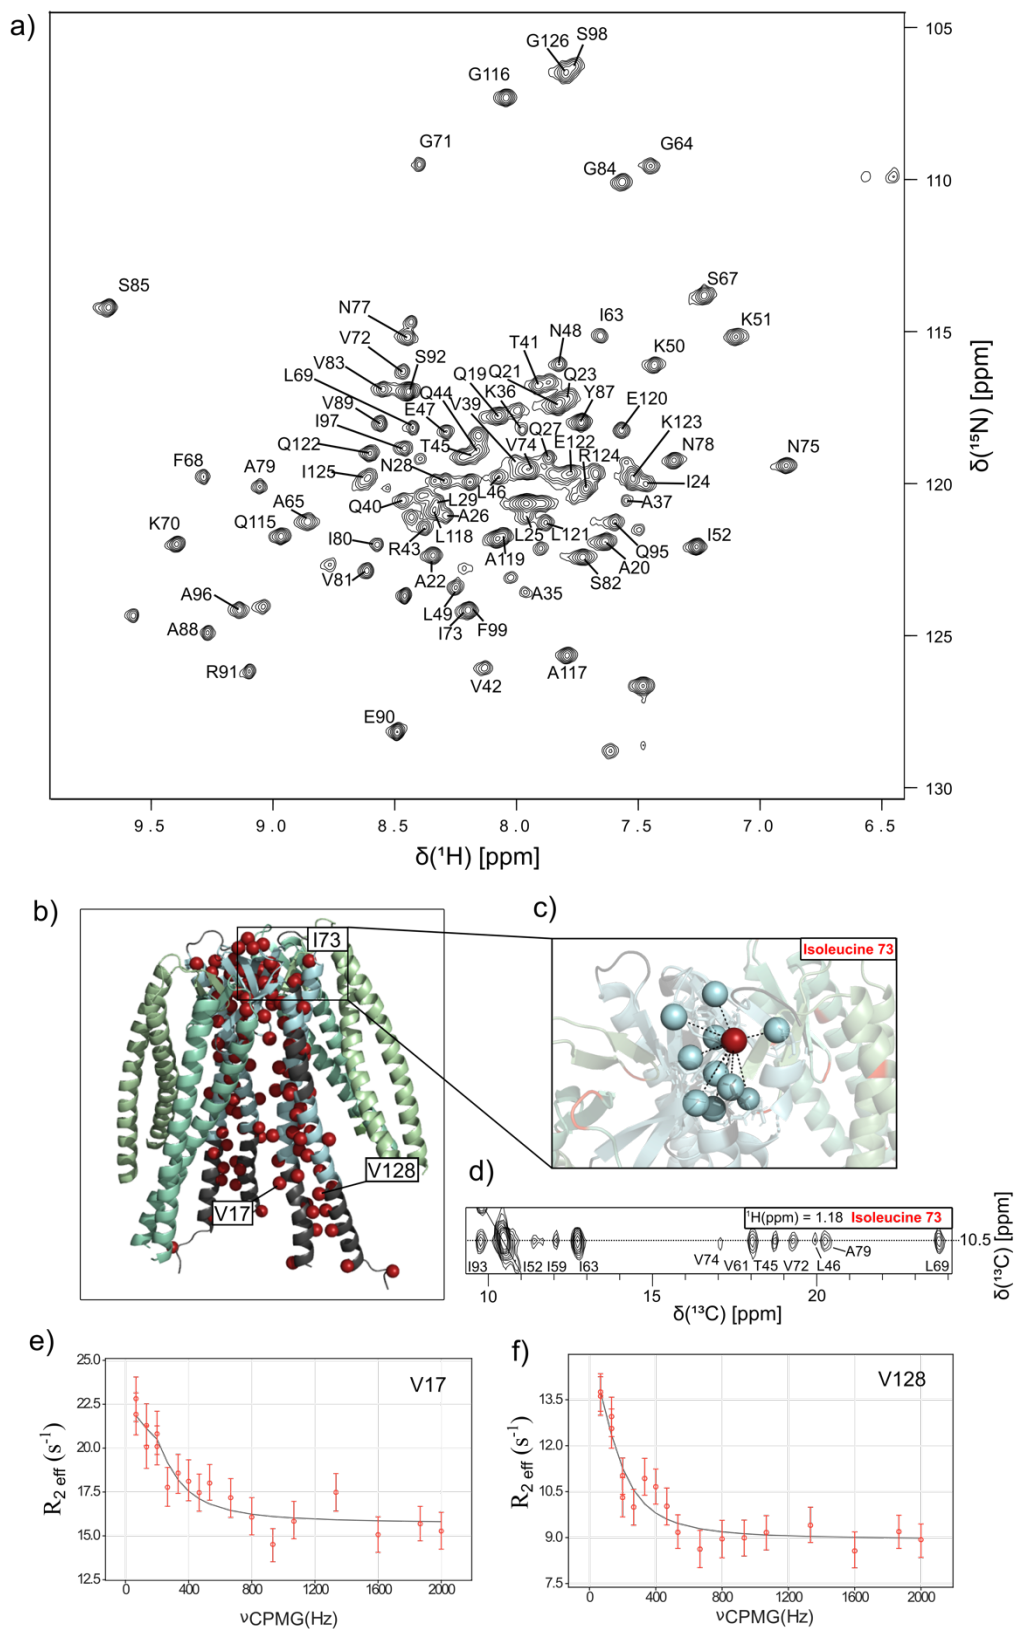 a)
G126 S98
G116
G71
G64
G84
S85
S67
N77
I63
K51
V72
N48
T41
K50
V83
S92
Q21
L69
Q44
Q19
Q23
K36
Y87
V89
E47
V39
E120
I97
Q27
K123
T45
V74
E122
Q122
R124
N78
N75
F68
I125
N28
A79
L46
I24
Q40
L29
A37
A65
A26
K70
Q115
L118
L25
L121
I80
R43
Q95
I52
A119
A20
V81
A22
S82
A96
L49
A35
I73
F99
A88
R91
V42
A117
E90
105
110
115
120
125
130
δ(¹⁵N) [ppm]
9.5 9.0 8.5 8.0 7.5 7.0 6.5
δ(¹H) [ppm]
b)
I73
V17
V128
c)
Isoleucine 73
d)
¹H(ppm) = 1.18 Isoleucine 73
I93 I52 I59 I63 V74 V61 T45 V72 L46 A79 L69
10.5
δ(¹³C) [ppm]
10 15 20
δ(¹³C) [ppm]
e)
V17
25.0
22.5
20.0
17.5
15.0
12.5
R2 eff (s⁻¹)
0 400 800 1200 1600 2000
νCPMG(Hz)
f)
V128
13.5
12.0
10.5
9.0
7.5
R2 eff (s⁻¹)
0 400 800 1200 1600 2000
νCPMG(Hz)